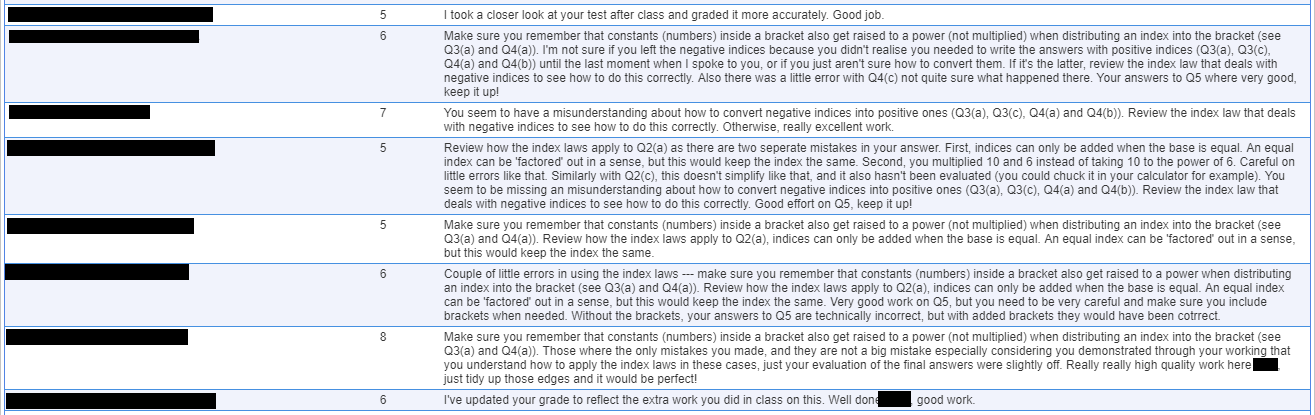 5 I took a closer look at your test after class and graded it more accurately. Good job.
6 Make sure you remember that constants (numbers) inside a bracket also get raised to a power (not multiplied) when distributing an index into the bracket (see
Q3(a) and Q4(a)). I'm not sure if you left the negative indices because you didn't realise you needed to write the answers with positive indices (Q3(a), Q3(c),
Q4(a) and Q4(b)) until the last moment when I spoke to you, or if you just aren't sure how to convert them. If it's the latter, review the index law that deals with
negative indices to see how to do this correctly. Also there was a little error with Q4(c) not quite sure what happened there. Your answers to Q5 where very good,
keep it up!
7 You seem to have a misunderstanding about how to convert negative indices into positive ones (Q3(a), Q3(c), Q4(a) and Q4(b)). Review the index law that deals
with negative indices to see how to do this correctly. Otherwise, really excellent work.
5 Review how the index laws apply to Q2(a) as there are two seperate mistakes in your answer. First, indices can only be added when the base is equal. An equal
index can be 'factored' out in a sense, but this would keep the index the same. Second, you multiplied 10 and 6 instead of taking 10 to the power of 6. Careful on
little errors like that. Similarly with Q2(c), this doesn't simplify like that, and it also hasn't been evaluated (you could chuck it in your calculator for example). You
seem to be missing an misunderstanding about how to convert negative indices into positive ones (Q3(a), Q3(c), Q4(a) and Q4(b)). Review the index law that
deals with negative indices to see how to do this correctly. Good effort on Q5, keep it up!
5 Make sure you remember that constants (numbers) inside a bracket also get raised to a power (not multiplied) when distributing an index into the bracket (see
Q3(a) and Q4(a)). Review how the index laws apply to Q2(a), indices can only be added when the base is equal. An equal index can be 'factored' out in a sense,
but this would keep the index the same.
6 Couple of little errors in using the index laws --- make sure you remember that constants (numbers) inside a bracket also get raised to a power when distributing
an index into the bracket (see Q3(a) and Q4(a)). Review how the index laws apply to Q2(a), indices can only be added when the base is equal. An equal index
can be 'factored' out in a sense, but this would keep the index the same. Very good work on Q5, but you need to be very careful and make sure you include
brackets when needed. Without the brackets, your answers to Q5 are technically incorrect, but with added brackets they would have been cotrrect.
8 Make sure you remember that constants (numbers) inside a bracket also get raised to a power (not multiplied) when distributing an index into the bracket (see
Q3(a) and Q4(a)). Those where the only mistakes you made, and they are not a big mistake especially considering you demonstrated through your working that
you understand how to apply the index laws in these cases, just your evaluation of the final answers were slightly off. Really really high quality work here ,
just tidy up those edges and it would be perfect!
6 I've updated your grade to reflect the extra work you did in class on this. Well done , good work.